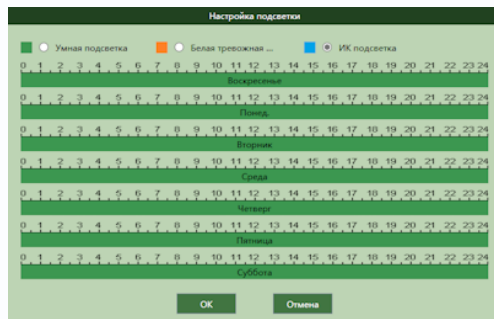 Настройка подсветки
Умная подсветка Белая тревожная ... ИК подсветка
0 1 2 3 4 5 6 7 8 9 10 11 12 13 14 15 16 17 18 19 20 21 22 23 24
Воскресенье
0 1 2 3 4 5 6 7 8 9 10 11 12 13 14 15 16 17 18 19 20 21 22 23 24
Понед.
0 1 2 3 4 5 6 7 8 9 10 11 12 13 14 15 16 17 18 19 20 21 22 23 24
Вторник
0 1 2 3 4 5 6 7 8 9 10 11 12 13 14 15 16 17 18 19 20 21 22 23 24
Среда
0 1 2 3 4 5 6 7 8 9 10 11 12 13 14 15 16 17 18 19 20 21 22 23 24
Четверг
0 1 2 3 4 5 6 7 8 9 10 11 12 13 14 15 16 17 18 19 20 21 22 23 24
Пятница
0 1 2 3 4 5 6 7 8 9 10 11 12 13 14 15 16 17 18 19 20 21 22 23 24
Суббота
OK Отмена